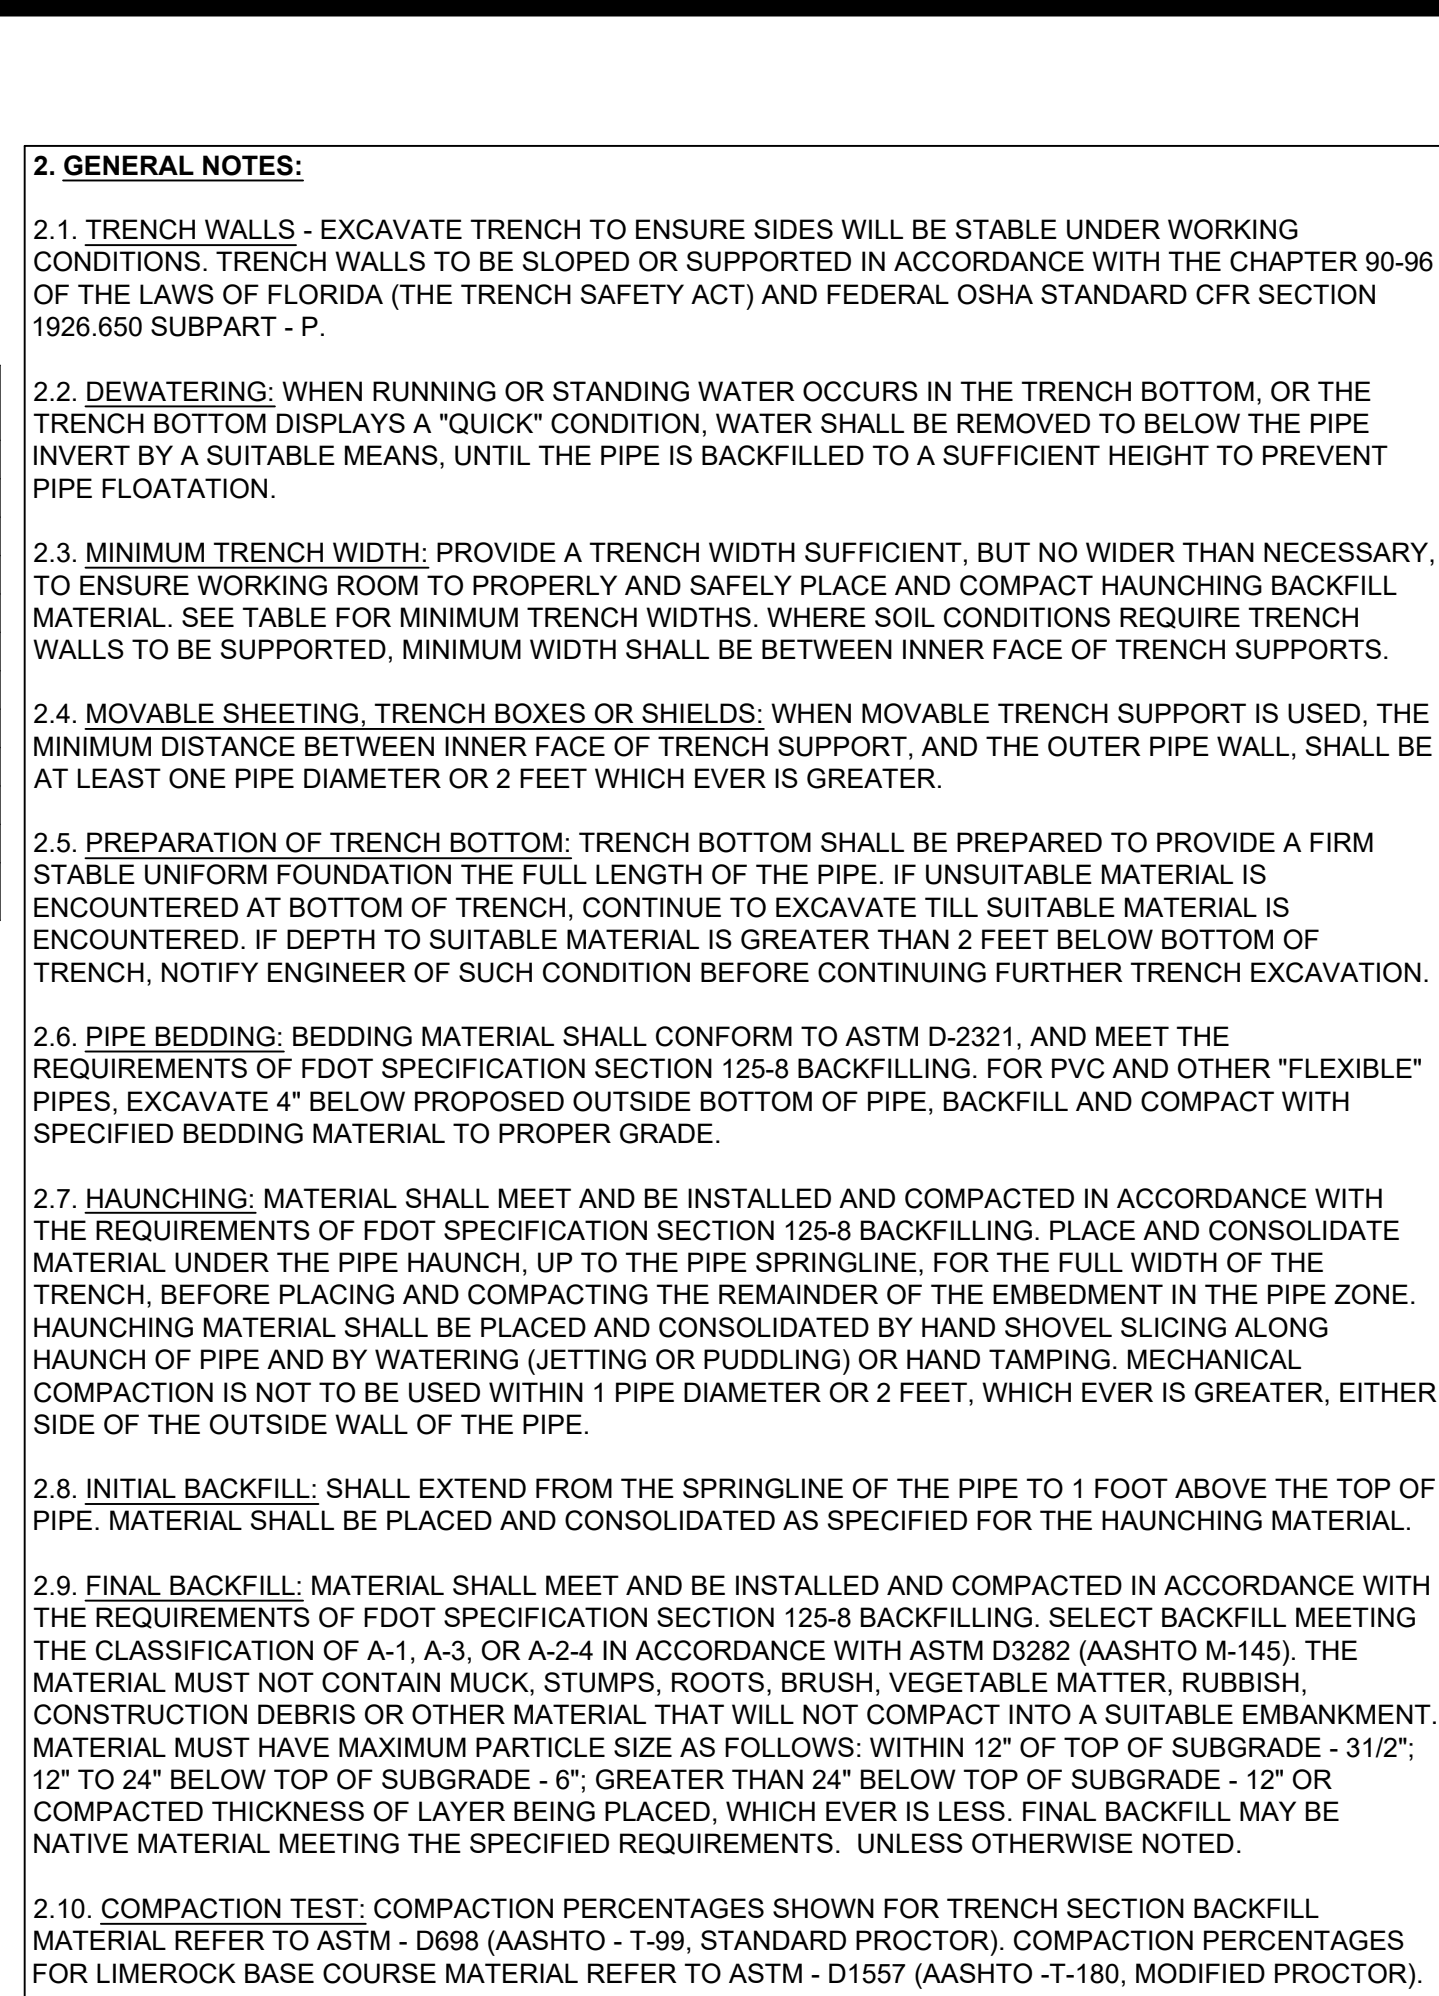 2. GENERAL NOTES:
2.1. TRENCH WALLS - EXCAVATE TRENCH TO ENSURE SIDES WILL BE STABLE UNDER WORKING
CONDITIONS. TRENCH WALLS TO BE SLOPED OR SUPPORTED IN ACCORDANCE WITH THE CHAPTER 90-96
OF THE LAWS OF FLORIDA (THE TRENCH SAFETY ACT) AND FEDERAL OSHA STANDARD CFR SECTION
1926.650 SUBPART - P.
2.2. DEWATERING: WHEN RUNNING OR STANDING WATER OCCURS IN THE TRENCH BOTTOM, OR THE
TRENCH BOTTOM DISPLAYS A "QUICK" CONDITION, WATER SHALL BE REMOVED TO BELOW THE PIPE
INVERT BY A SUITABLE MEANS, UNTIL THE PIPE IS BACKFILLED TO A SUFFICIENT HEIGHT TO PREVENT
PIPE FLOATATION.
2.3. MINIMUM TRENCH WIDTH: PROVIDE A TRENCH WIDTH SUFFICIENT, BUT NO WIDER THAN NECESSARY,
TO ENSURE WORKING ROOM TO PROPERLY AND SAFELY PLACE AND COMPACT HAUNCHING BACKFILL
MATERIAL. SEE TABLE FOR MINIMUM TRENCH WIDTHS. WHERE SOIL CONDITIONS REQUIRE TRENCH
WALLS TO BE SUPPORTED, MINIMUM WIDTH SHALL BE BETWEEN INNER FACE OF TRENCH SUPPORTS.
2.4. MOVABLE SHEETING, TRENCH BOXES OR SHIELDS: WHEN MOVABLE TRENCH SUPPORT IS USED, THE
MINIMUM DISTANCE BETWEEN INNER FACE OF TRENCH SUPPORT, AND THE OUTER PIPE WALL, SHALL BE
AT LEAST ONE PIPE DIAMETER OR 2 FEET WHICH EVER IS GREATER.
2.5. PREPARATION OF TRENCH BOTTOM: TRENCH BOTTOM SHALL BE PREPARED TO PROVIDE A FIRM
STABLE UNIFORM FOUNDATION THE FULL LENGTH OF THE PIPE. IF UNSUITABLE MATERIAL IS
ENCOUNTERED AT BOTTOM OF TRENCH, CONTINUE TO EXCAVATE TILL SUITABLE MATERIAL IS
ENCOUNTERED. IF DEPTH TO SUITABLE MATERIAL IS GREATER THAN 2 FEET BELOW BOTTOM OF
TRENCH, NOTIFY ENGINEER OF SUCH CONDITION BEFORE CONTINUING FURTHER TRENCH EXCAVATION.
2.6. PIPE BEDDING: BEDDING MATERIAL SHALL CONFORM TO ASTM D-2321, AND MEET THE
REQUIREMENTS OF FDOT SPECIFICATION SECTION 125-8 BACKFILLING. FOR PVC AND OTHER "FLEXIBLE"
PIPES, EXCAVATE 4" BELOW PROPOSED OUTSIDE BOTTOM OF PIPE, BACKFILL AND COMPACT WITH
SPECIFIED BEDDING MATERIAL TO PROPER GRADE.
2.7. HAUNCHING: MATERIAL SHALL MEET AND BE INSTALLED AND COMPACTED IN ACCORDANCE WITH
THE REQUIREMENTS OF FDOT SPECIFICATION SECTION 125-8 BACKFILLING. PLACE AND CONSOLIDATE
MATERIAL UNDER THE PIPE HAUNCH, UP TO THE PIPE SPRINGLINE, FOR THE FULL WIDTH OF THE
TRENCH, BEFORE PLACING AND COMPACTING THE REMAINDER OF THE EMBEDMENT IN THE PIPE ZONE.
HAUNCHING MATERIAL SHALL BE PLACED AND CONSOLIDATED BY HAND SHOVEL SLICING ALONG
HAUNCH OF PIPE AND BY WATERING (JETTING OR PUDDLING) OR HAND TAMPING. MECHANICAL
COMPACTION IS NOT TO BE USED WITHIN 1 PIPE DIAMETER OR 2 FEET, WHICH EVER IS GREATER, EITHER
SIDE OF THE OUTSIDE WALL OF THE PIPE.
2.8. INITIAL BACKFILL: SHALL EXTEND FROM THE SPRINGLINE OF THE PIPE TO 1 FOOT ABOVE THE TOP OF
PIPE. MATERIAL SHALL BE PLACED AND CONSOLIDATED AS SPECIFIED FOR THE HAUNCHING MATERIAL.
2.9. FINAL BACKFILL: MATERIAL SHALL MEET AND BE INSTALLED AND COMPACTED IN ACCORDANCE WITH
THE REQUIREMENTS OF FDOT SPECIFICATION SECTION 125-8 BACKFILLING. SELECT BACKFILL MEETING
THE CLASSIFICATION OF A-1, A-3, OR A-2-4 IN ACCORDANCE WITH ASTM D3282 (AASHTO M-145). THE
MATERIAL MUST NOT CONTAIN MUCK, STUMPS, ROOTS, BRUSH, VEGETABLE MATTER, RUBBISH,
CONSTRUCTION DEBRIS OR OTHER MATERIAL THAT WILL NOT COMPACT INTO A SUITABLE EMBANKMENT.
MATERIAL MUST HAVE MAXIMUM PARTICLE SIZE AS FOLLOWS: WITHIN 12" OF TOP OF SUBGRADE - 31/2";
12" TO 24" BELOW TOP OF SUBGRADE - 6"; GREATER THAN 24" BELOW TOP OF SUBGRADE - 12" OR
COMPACTED THICKNESS OF LAYER BEING PLACED, WHICH EVER IS LESS. FINAL BACKFILL MAY BE
NATIVE MATERIAL MEETING THE SPECIFIED REQUIREMENTS.  UNLESS OTHERWISE NOTED.
2.10. COMPACTION TEST: COMPACTION PERCENTAGES SHOWN FOR TRENCH SECTION BACKFILL
MATERIAL REFER TO ASTM - D698 (AASHTO - T-99, STANDARD PROCTOR). COMPACTION PERCENTAGES
FOR LIMEROCK BASE COURSE MATERIAL REFER TO ASTM - D1557 (AASHTO -T-180, MODIFIED PROCTOR).